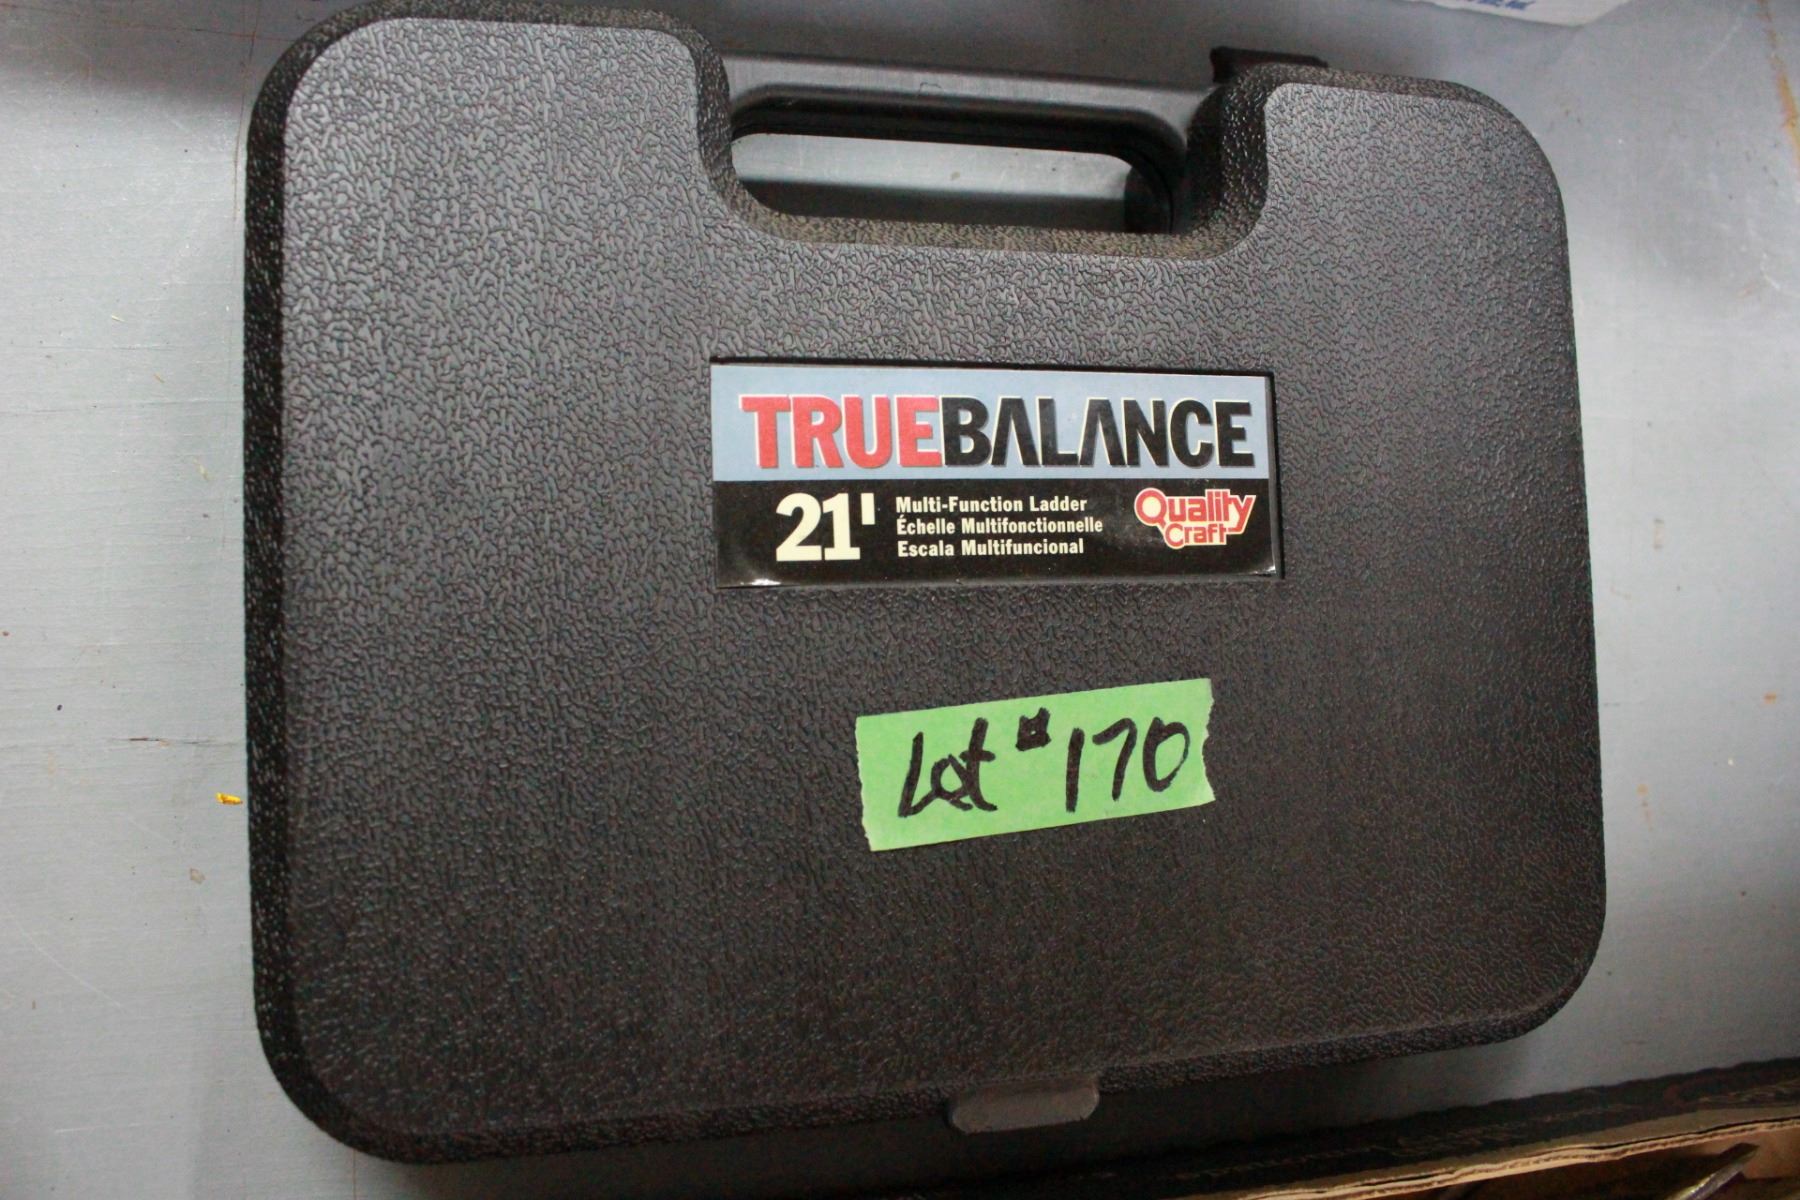 TRUEBALANCE
21' Multi-Function Ladder
Échelle Multifonctionnelle
Escala Multifuncional
Quality
Craft
Lot # 170